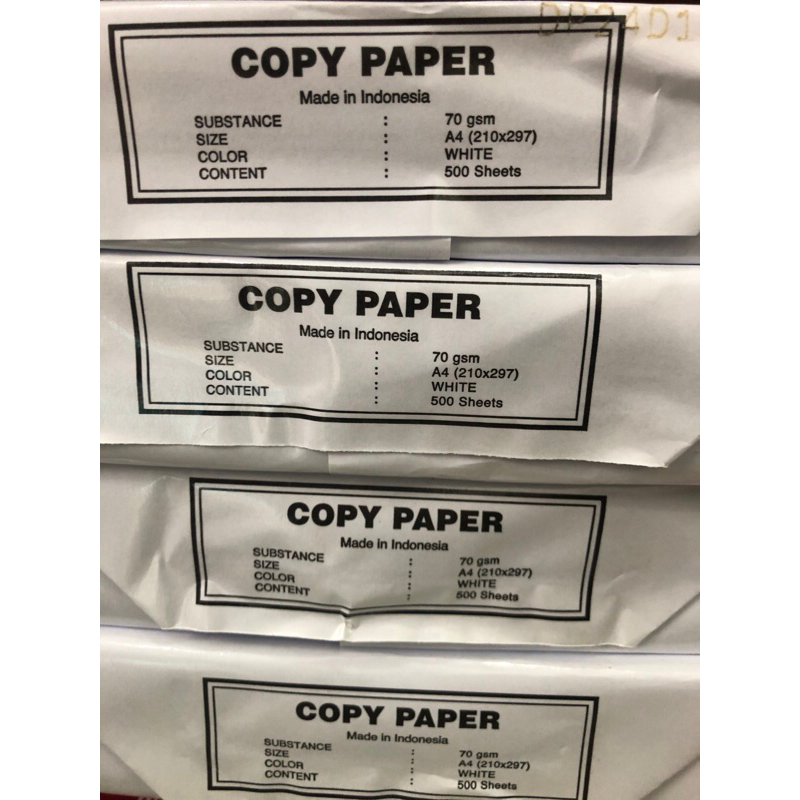 DP24D1
COPY PAPER
Made in Indonesia
SUBSTANCE : 70 gsm
SIZE : A4 (210x297)
COLOR : WHITE
CONTENT : 500 Sheets
COPY PAPER
Made in Indonesia
SUBSTANCE : 70 gsm
SIZE : A4 (210x297)
COLOR : WHITE
CONTENT : 500 Sheets
COPY PAPER
Made in Indonesia
SUBSTANCE : 70 gsm
SIZE : A4 (210x297)
COLOR : WHITE
CONTENT : 500 Sheets
COPY PAPER
Made in Indonesia
SUBSTANCE : 70 gsm
SIZE : A4 (210x297)
COLOR : WHITE
CONTENT : 500 Sheets